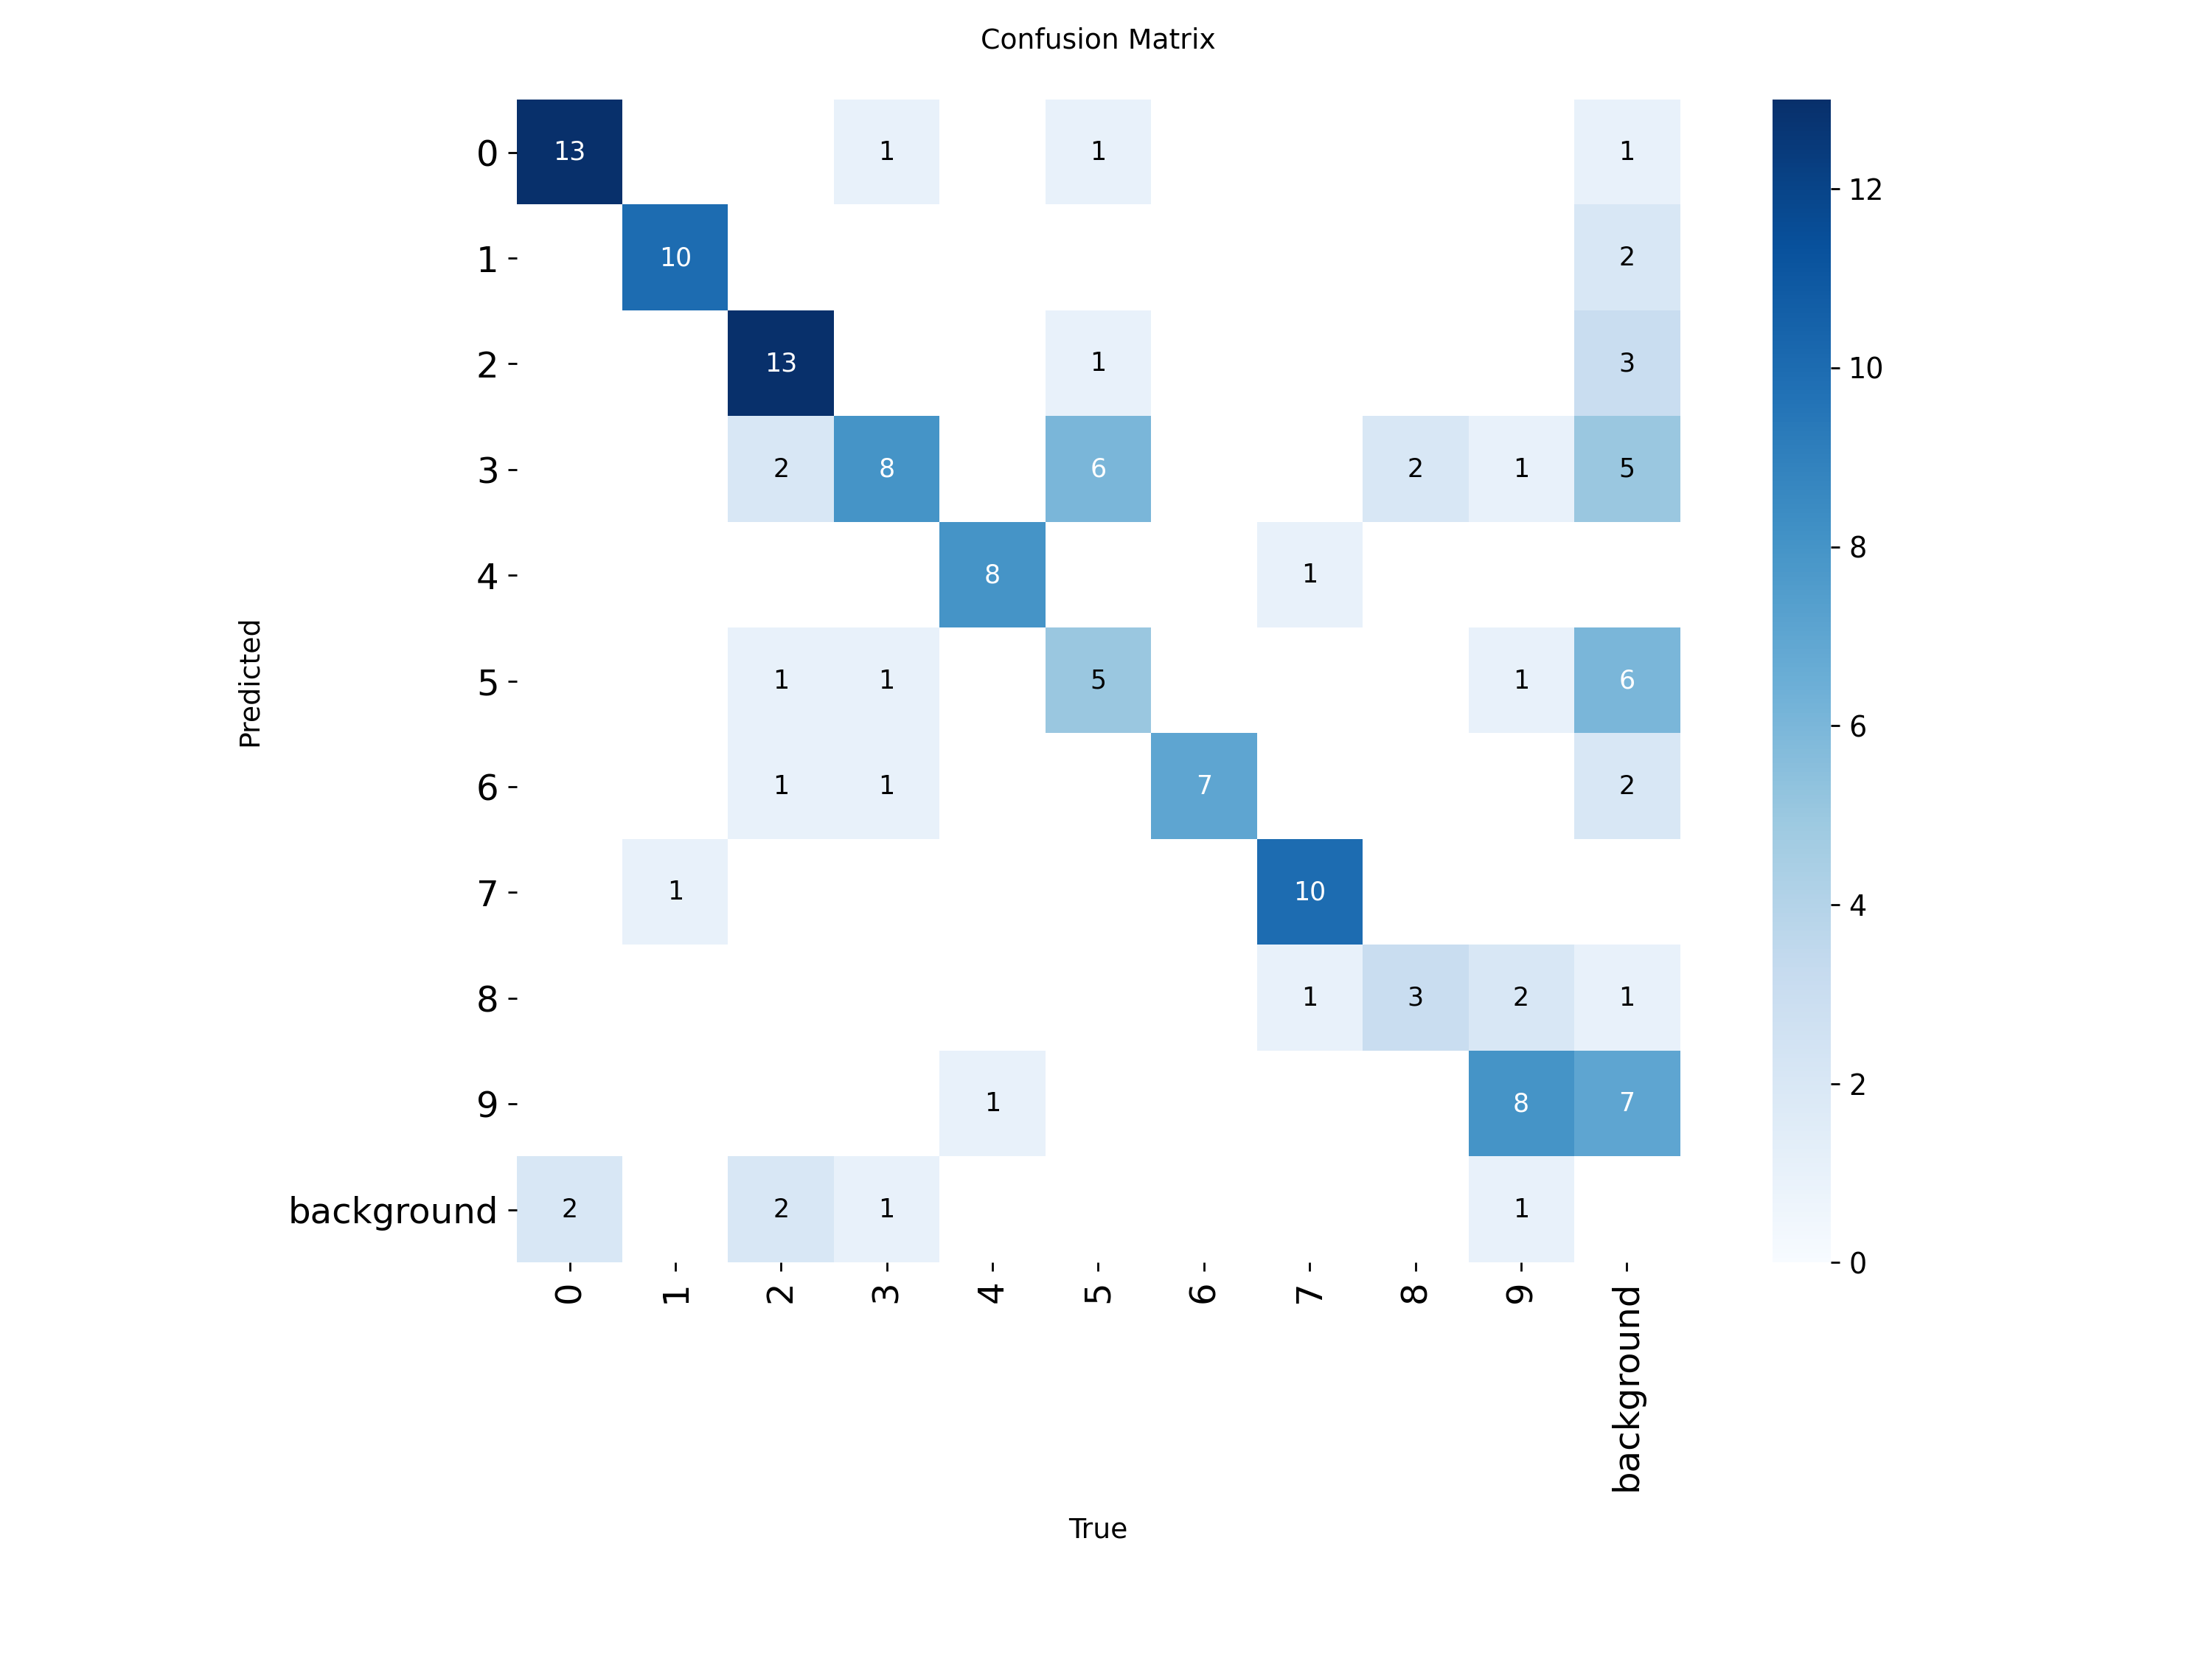 Confusion Matrix
0 13 1 1 1
1 10 2
2 13 1 3
3 2 8 6 2 1 5
4 8 1
5 1 1 5 1 6
6 1 1 7 2
7 1 10
8 1 3 2 1
9 1 8 7
background 2 2 1 1
0 1 2 3 4 5 6 7 8 9 background
True
Predicted
12
10
8
6
4
2
0